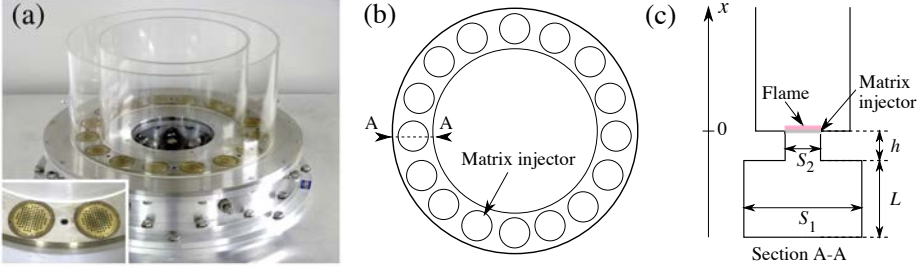 (a)
(b)
A
A
Matrix injector
(c)
x
Flame
Matrix
injector
0
h
S2
L
S1
Section A-A